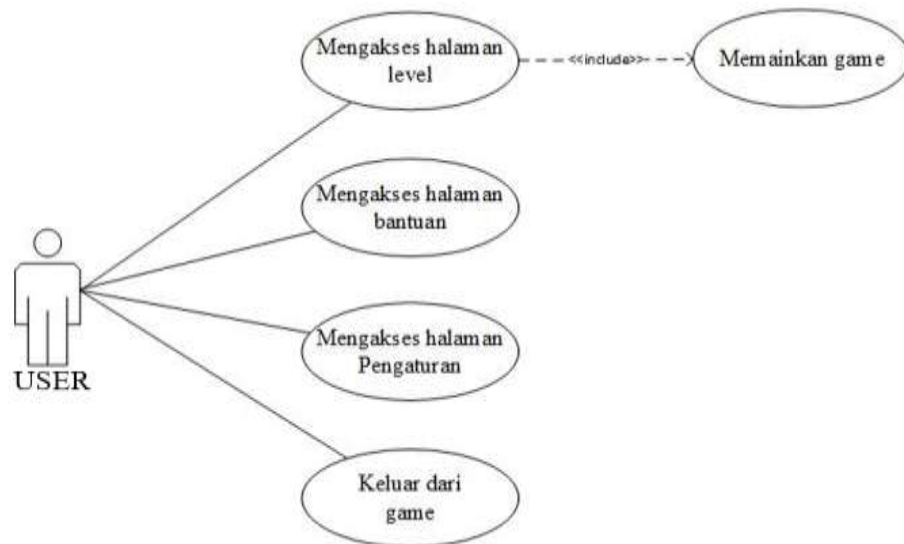 Mengakses halaman
level
<<include>>
Memainkan game
Mengakses halaman
bantuan
Mengakses halaman
Pengaturan
USER
Keluar dari
game